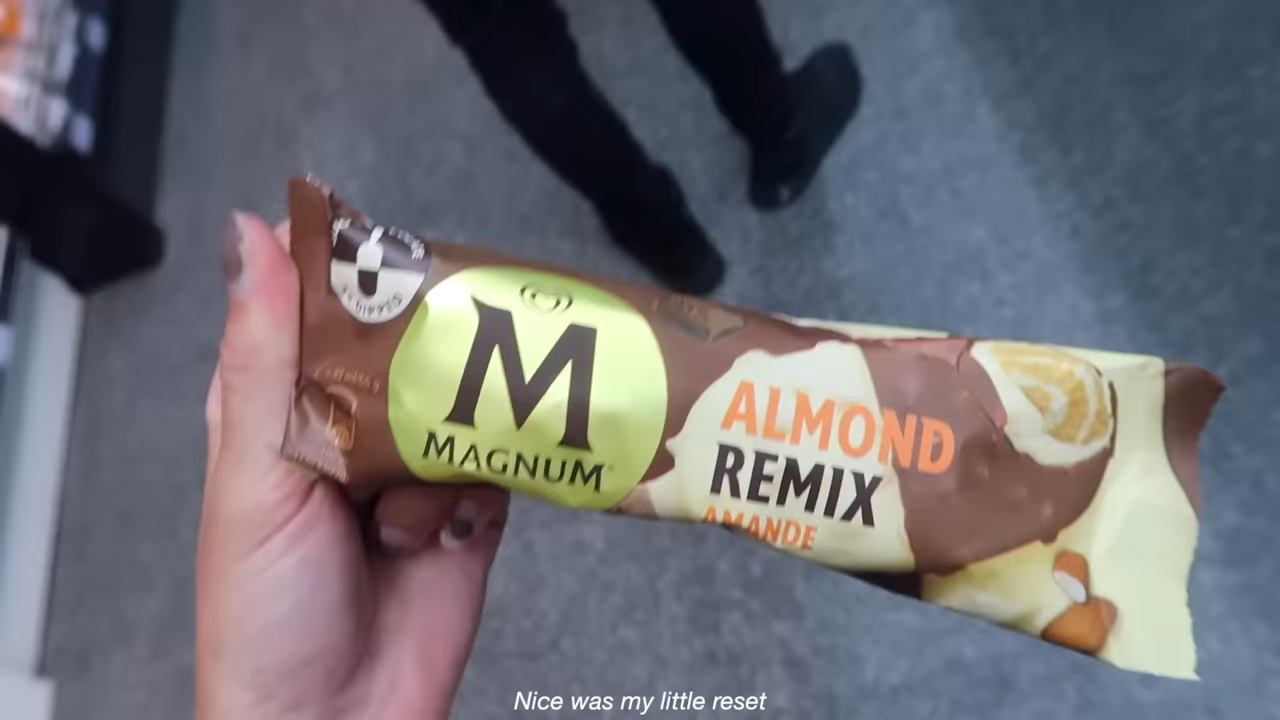 M
MAGNUM
ALMOND
REMIX
AMANDE
Nice was my little reset